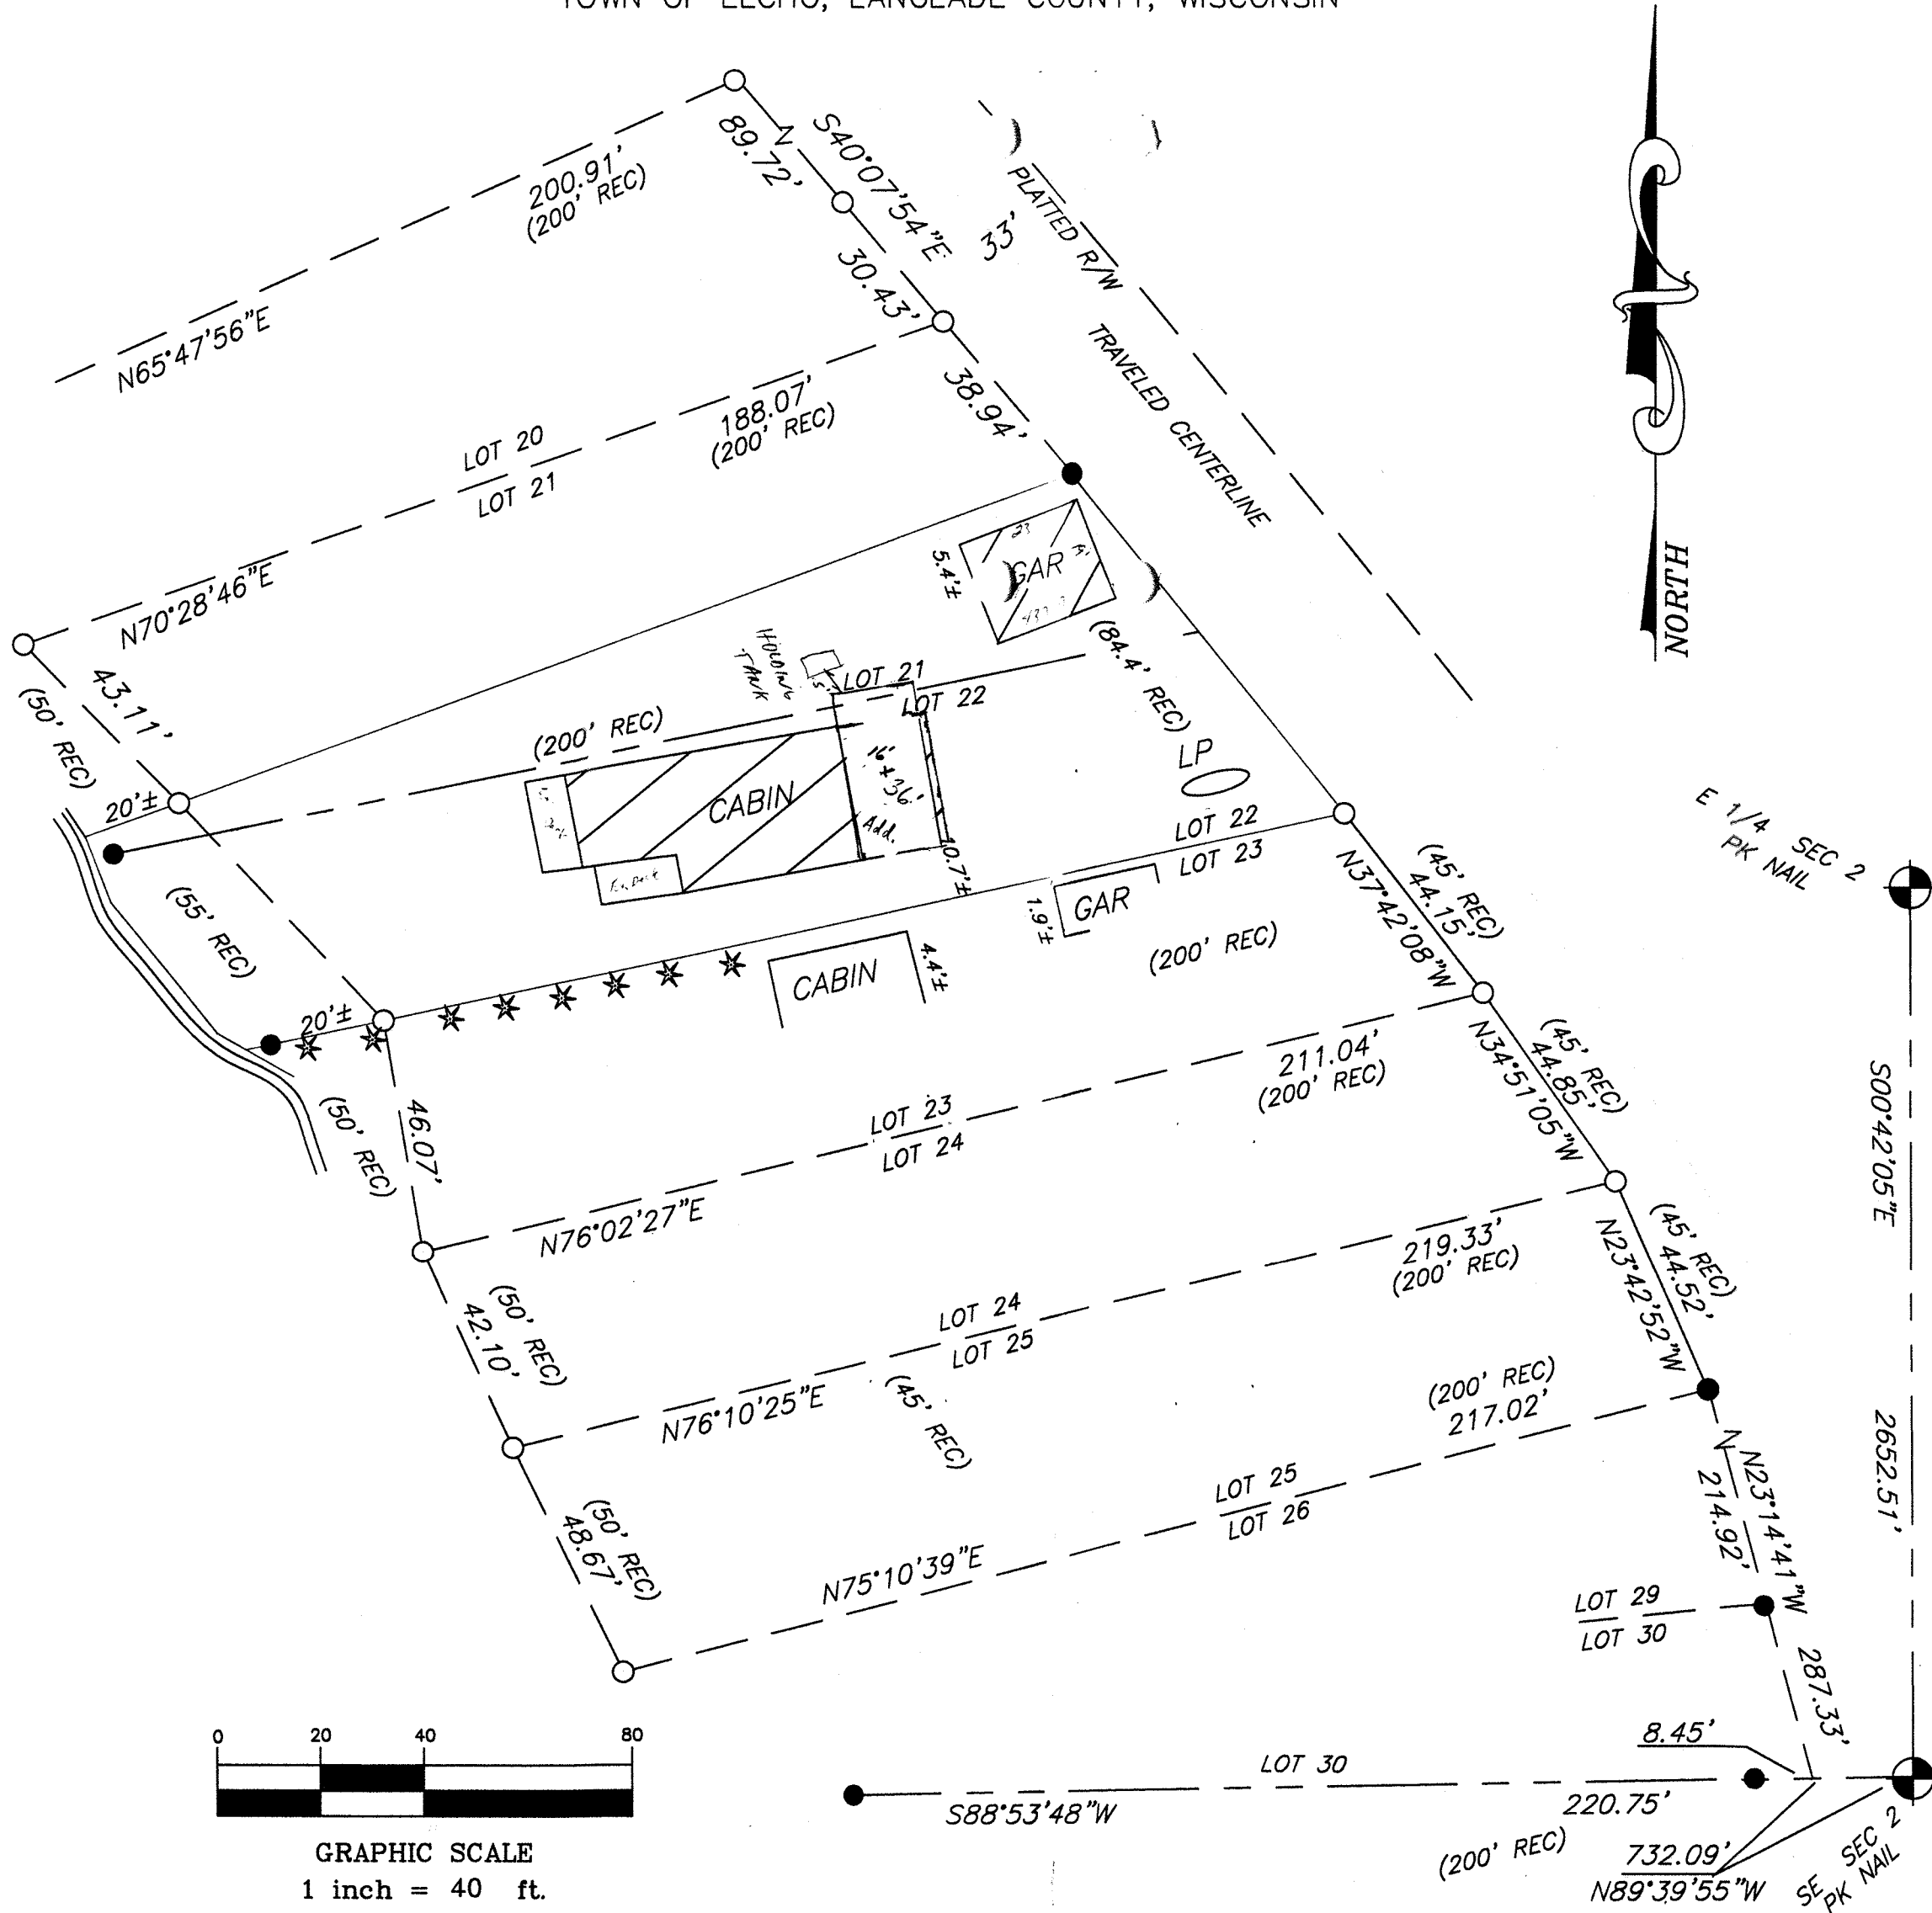 TOWN OF ELCHO, LANGLADE COUNTY, WISCONSIN
89.72'
S40°07'54"E
200.91'
(200' REC)
N65°47'56"E
33'
PLATTED R/W
30.43'
TRAVELED CENTERLINE
38.94'
188.07'
(200' REC)
LOT 20
LOT 21
N70°28'46"E
NORTH
23
GAR
5.4'±
(84.4' REC)
HOLDING
TANK
5'
LOT 21
LOT 22
43.11'
(50' REC)
(200' REC)
20'±
CABIN
16'
+36'
Add.
10.7'±
Ex. Deck
LP
LOT 22
LOT 23
GAR
1.9'±
(55' REC)
20'±
CABIN
4.4'±
(200' REC)
(45' REC)
44.15'
N37°42'08"W
E 1/4 SEC 2
PK NAIL
(50' REC)
46.07'
LOT 23
LOT 24
211.04'
(200' REC)
(45' REC)
44.85'
N34°51'05"W
S00°42'05"E
N76°02'27"E
219.33'
(200' REC)
(45' REC)
44.52'
N23°42'52"W
(50' REC)
42.10'
LOT 24
LOT 25
N76°10'25"E
(45' REC)
(200' REC)
217.02'
2652.51'
(50' REC)
48.67'
LOT 25
LOT 26
N23°14'41"W
214.92'
N75°10'39"E
LOT 29
LOT 30
287.33'
0 20 40 80
8.45'
LOT 30
S88°53'48"W
220.75'
(200' REC)
732.09'
N89°39'55"W
SE SEC 2
PK NAIL
GRAPHIC SCALE
1 inch = 40 ft.